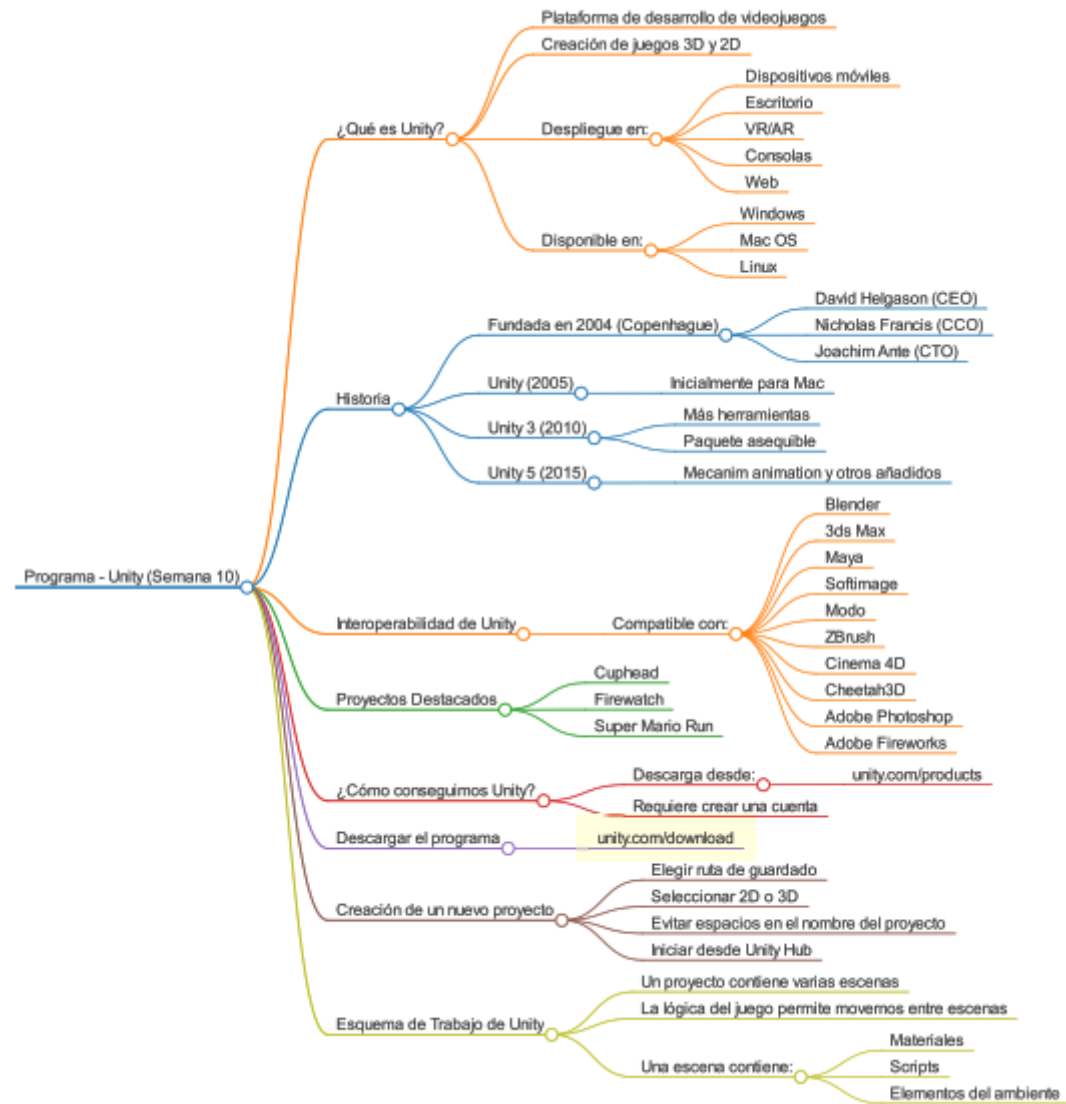 Programa - Unity (Semana 10)
¿Qué es Unity?
Plataforma de desarrollo de videojuegos
Creación de juegos 3D y 2D
Despliegue en:
Dispositivos móviles
Escritorio
VR/AR
Consolas
Web
Disponible en:
Windows
Mac OS
Linux
Historia
Fundada en 2004 (Copenhague)
David Helgason (CEO)
Nicholas Francis (CCO)
Joachim Ante (CTO)
Unity (2005)
Inicialmente para Mac
Unity 3 (2010)
Más herramientas
Paquete asequible
Unity 5 (2015)
Mecanim animation y otros añadidos
Interoperabilidad de Unity
Compatible con:
Blender
3ds Max
Maya
Softimage
Modo
ZBrush
Cinema 4D
Cheetah3D
Adobe Photoshop
Adobe Fireworks
Proyectos Destacados
Cuphead
Firewatch
Super Mario Run
¿Cómo conseguimos Unity?
Descarga desde:
unity.com/products
Requiere crear una cuenta
Descargar el programa
unity.com/download
Creación de un nuevo proyecto
Elegir ruta de guardado
Seleccionar 2D o 3D
Evitar espacios en el nombre del proyecto
Iniciar desde Unity Hub
Esquema de Trabajo de Unity
Un proyecto contiene varias escenas
La lógica del juego permite movernos entre escenas
Una escena contiene:
Materiales
Scripts
Elementos del ambiente